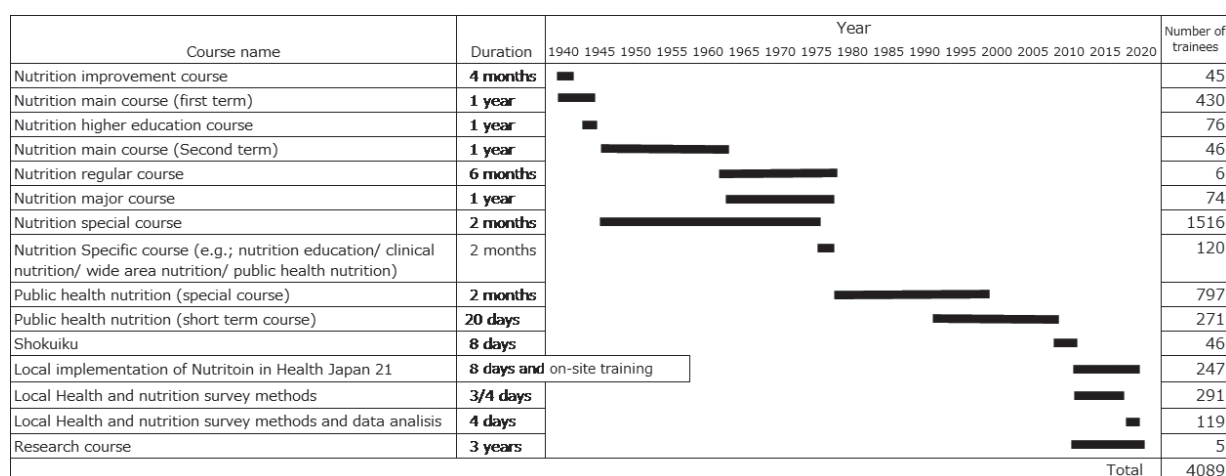 Year
Course name Duration 1940 1945 1950 1955 1960 1965 1970 1975 1980 1985 1990 1995 2000 2005 2010 2015 2020 Number of trainees
Nutrition improvement course 4 months 45
Nutrition main course (first term) 1 year 430
Nutrition higher education course 1 year 76
Nutrition main course (Second term) 1 year 46
Nutrition regular course 6 months 6
Nutrition major course 1 year 74
Nutrition special course 2 months 1516
Nutrition Specific course (e.g.; nutrition education/ clinical 2 months 120
nutrition/ wide area nutrition/ public health nutrition)
Public health nutrition (special course) 2 months 797
Public health nutrition (short term course) 20 days 271
Shokuiku 8 days 46
Local implementation of Nutritoin in Health Japan 21 8 days and on-site training 247
Local Health and nutrition survey methods 3/4 days 291
Local Health and nutrition survey methods and data analisis 4 days 119
Research course 3 years 5
Total 4089